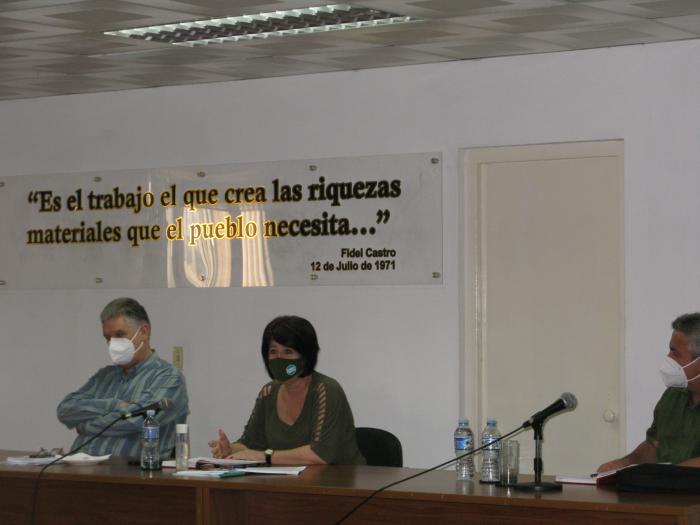 “Es el trabajo el que crea las riquezas
materiales que el pueblo necesita...”
Fidel Castro
12 de Julio de 1971